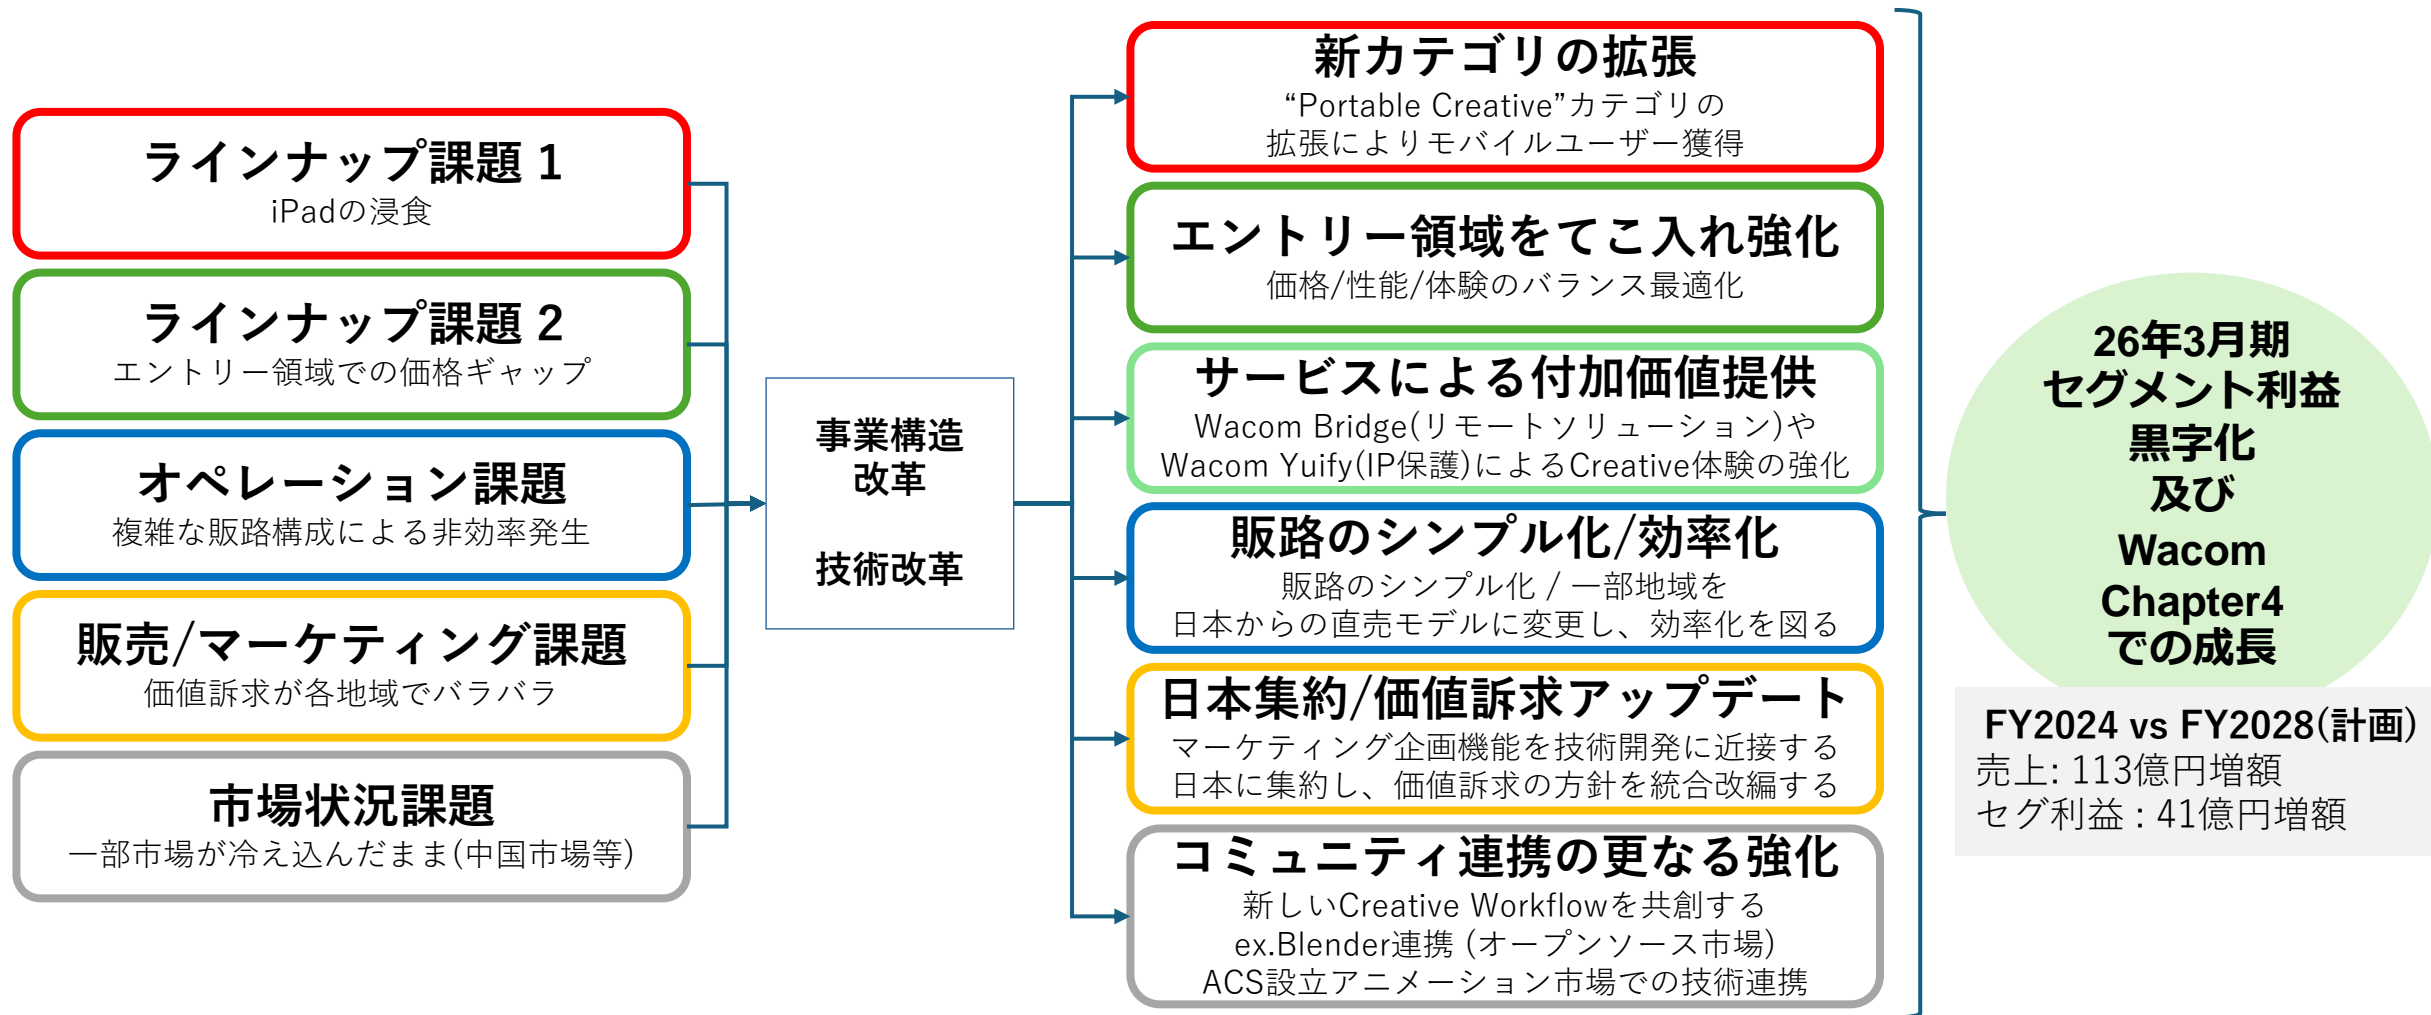 ラインナップ課題 1
iPadの浸食
ラインナップ課題 2
エントリー領域での価格ギャップ
オペレーション課題
複雑な販路構成による非効率発生
販売/マーケティング課題
価値訴求が各地域でバラバラ
市場状況課題
一部市場が冷え込んだまま(中国市場等)
事業構造
改革
技術改革
新カテゴリの拡張
“Portable Creative”カテゴリの
拡張によりモバイルユーザー獲得
エントリー領域をてこ入れ強化
価格/性能/体験のバランス最適化
サービスによる付加価値提供
Wacom Bridge(リモートソリューション)や
Wacom Yuify(IP保護)によるCreative体験の強化
販路のシンプル化/効率化
販路のシンプル化 / 一部地域を
日本からの直売モデルに変更し、効率化を図る
日本集約/価値訴求アップデート
マーケティング企画機能を技術開発に近接する
日本に集約し、価値訴求の方針を統合改編する
コミュニティ連携の更なる強化
新しいCreative Workflowを共創する
ex.Blender連携 (オープンソース市場)
ACS設立アニメーション市場での技術連携
26年3月期
セグメント利益
黒字化
及び
Wacom
Chapter4
での成長
FY2024 vs FY2028(計画)
売上: 113億円増額
セグ利益 : 41億円増額